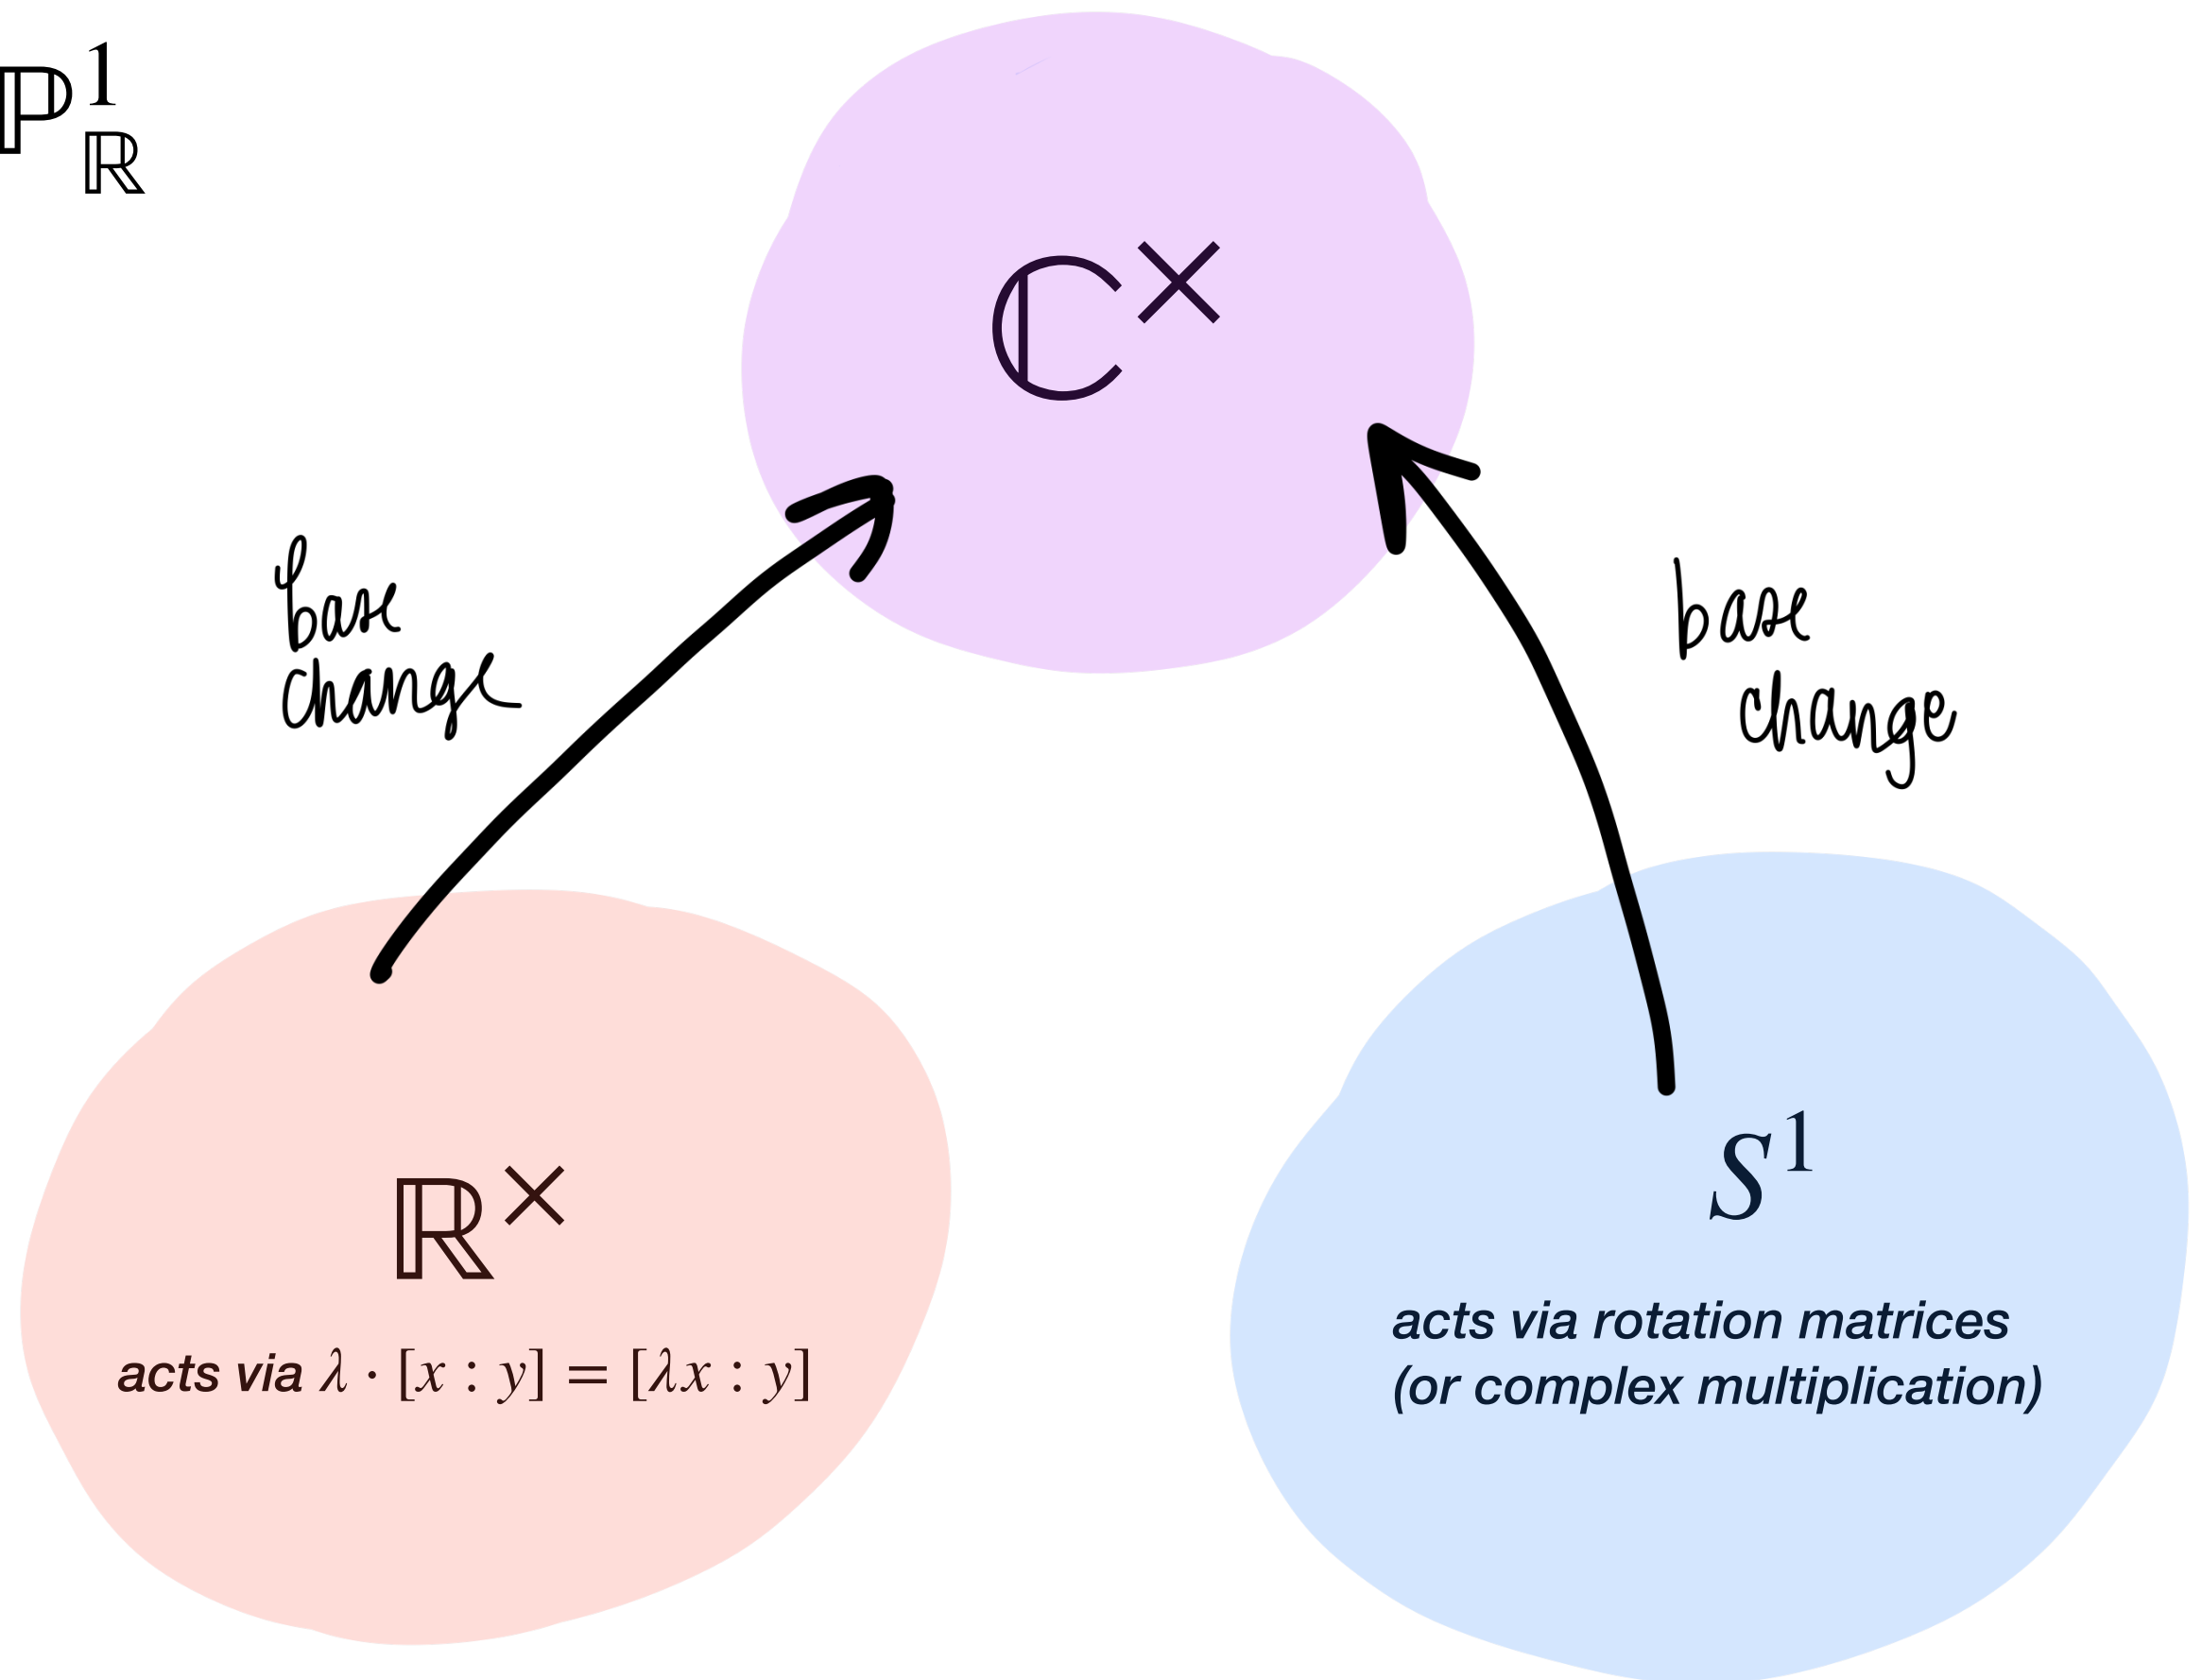 ℙ¹_ℝ
ℂ^×
base
change
base
change
ℝ^×
acts via λ · [x : y] = [λx : y]
S¹
acts via rotation matrices
(or complex multiplication)